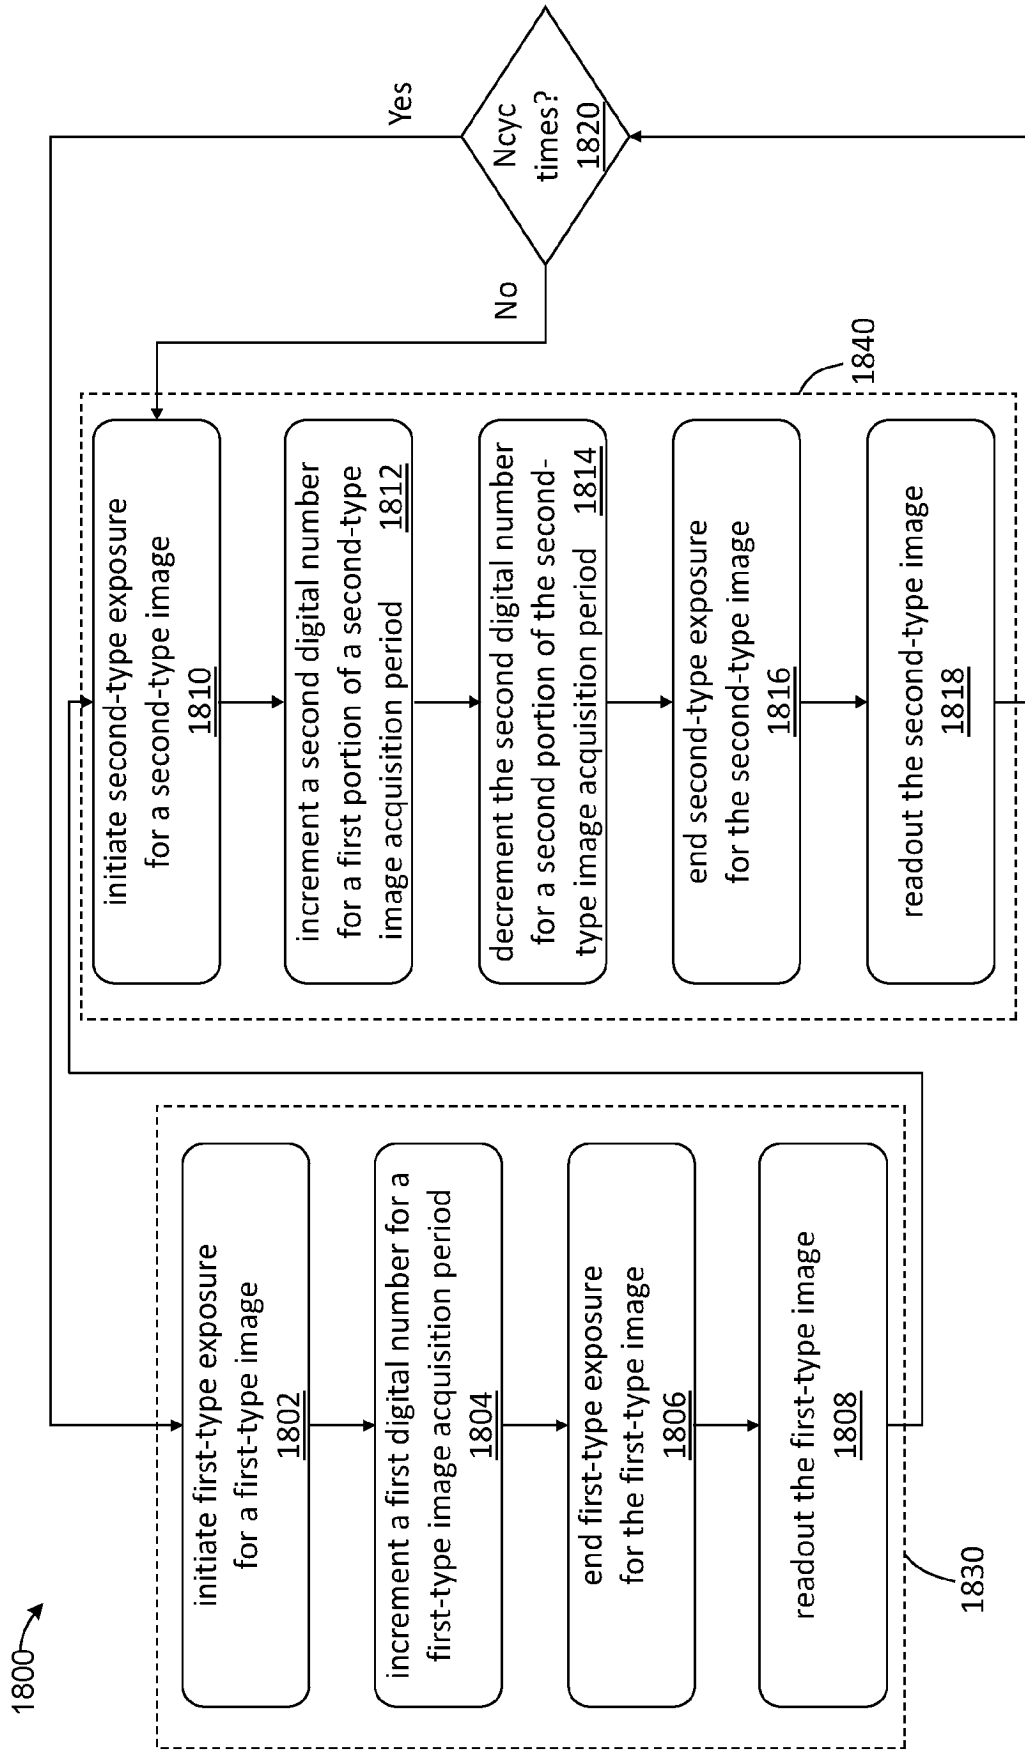 1800
initiate first-type exposure
for a first-type image
1802
increment a first digital number for a
first-type image acquisition period
1804
end first-type exposure
for the first-type image
1806
readout the first-type image
1808
1830
initiate second-type exposure
for a second-type image
1810
increment a second digital number
for a first portion of a second-type
image acquisition period 1812
decrement the second digital number
for a second portion of the second-
type image acquisition period 1814
end second-type exposure
for the second-type image
1816
readout the second-type image
1818
1840
No
Yes
Ncyc
times?
1820